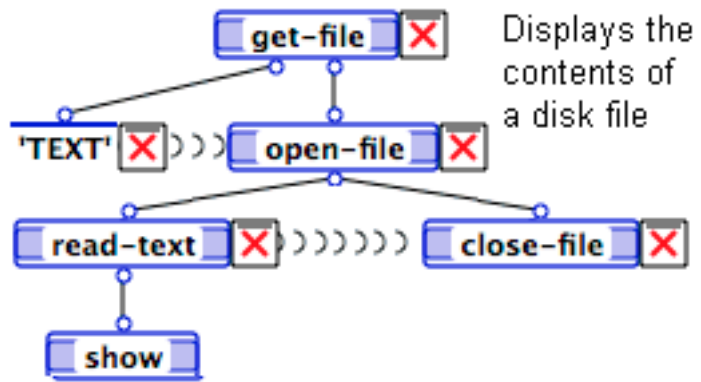 get-file
Displays the
contents of
a disk file
'TEXT'
open-file
read-text
close-file
show